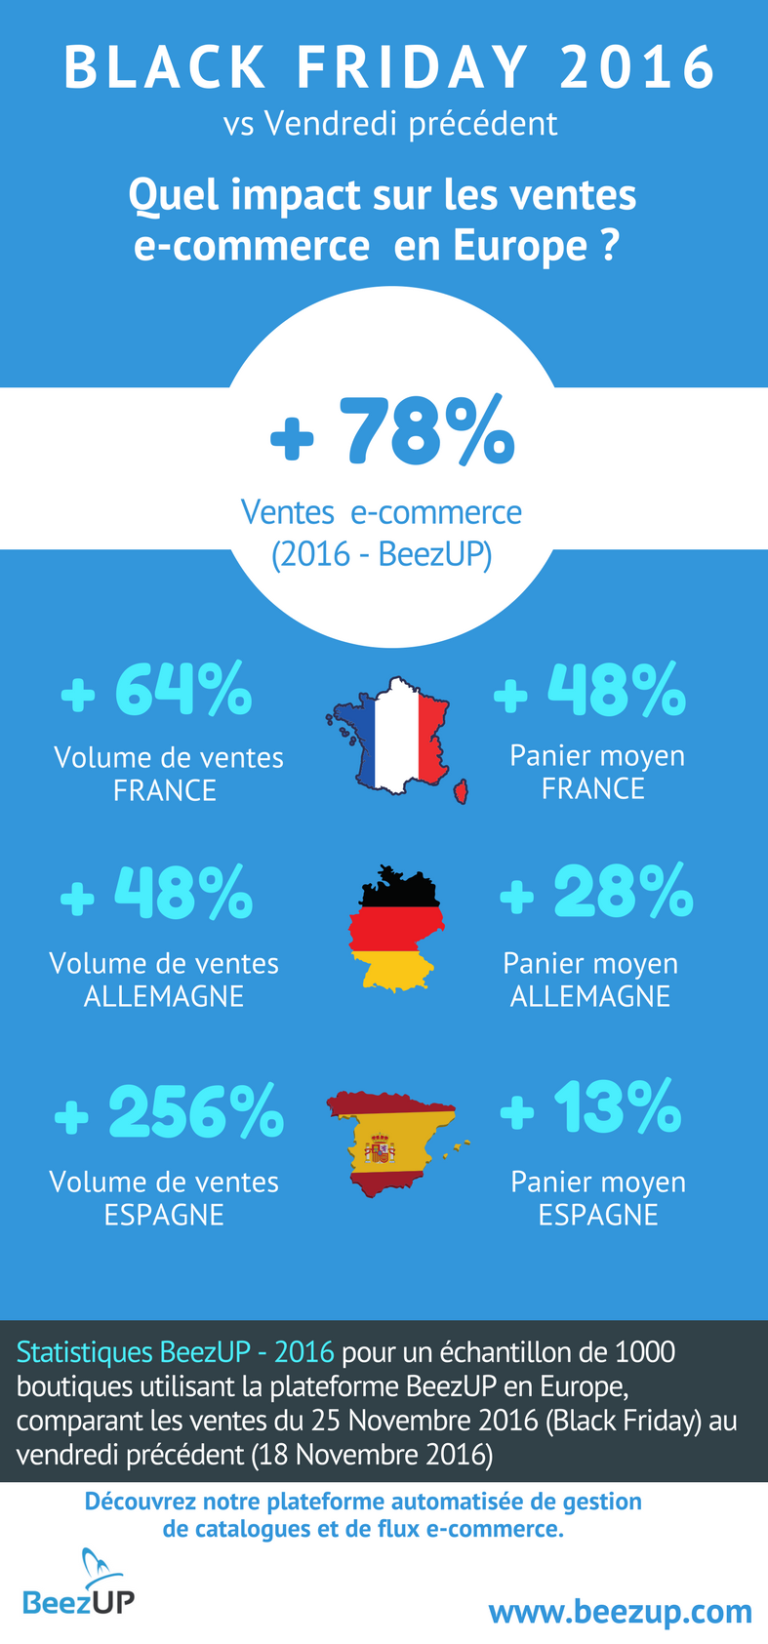 BLACK FRIDAY 2016
vs Vendredi précédent
Quel impact sur les ventes
e-commerce en Europe ?
+ 78%
Ventes e-commerce
(2016 - BeezUP)
+ 64%
Volume de ventes
FRANCE
+ 48%
Panier moyen
FRANCE
+ 48%
Volume de ventes
ALLEMAGNE
+ 28%
Panier moyen
ALLEMAGNE
+ 256%
Volume de ventes
ESPAGNE
+ 13%
Panier moyen
ESPAGNE
Statistiques BeezUP - 2016 pour un échantillon de 1000
boutiques utilisant la plateforme BeezUP en Europe,
comparant les ventes du 25 Novembre 2016 (Black Friday) au
vendredi précédent (18 Novembre 2016)
Découvrez notre plateforme automatisée de gestion
de catalogues et de flux e-commerce.
BeezUP
www.beezup.com